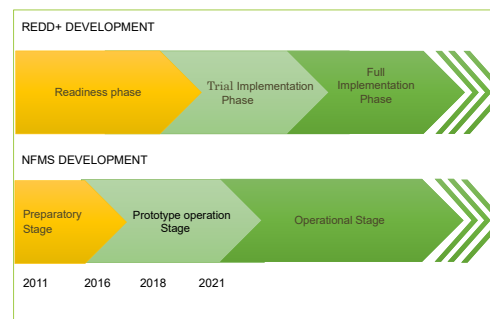 REDD+ DEVELOPMENT
Readiness phase
Trial Implementation
Phase
Full
Implementation
Phase
NFMS DEVELOPMENT
Preparatory
Stage
Prototype operation
Stage
Operational Stage
2011 2016 2018 2021